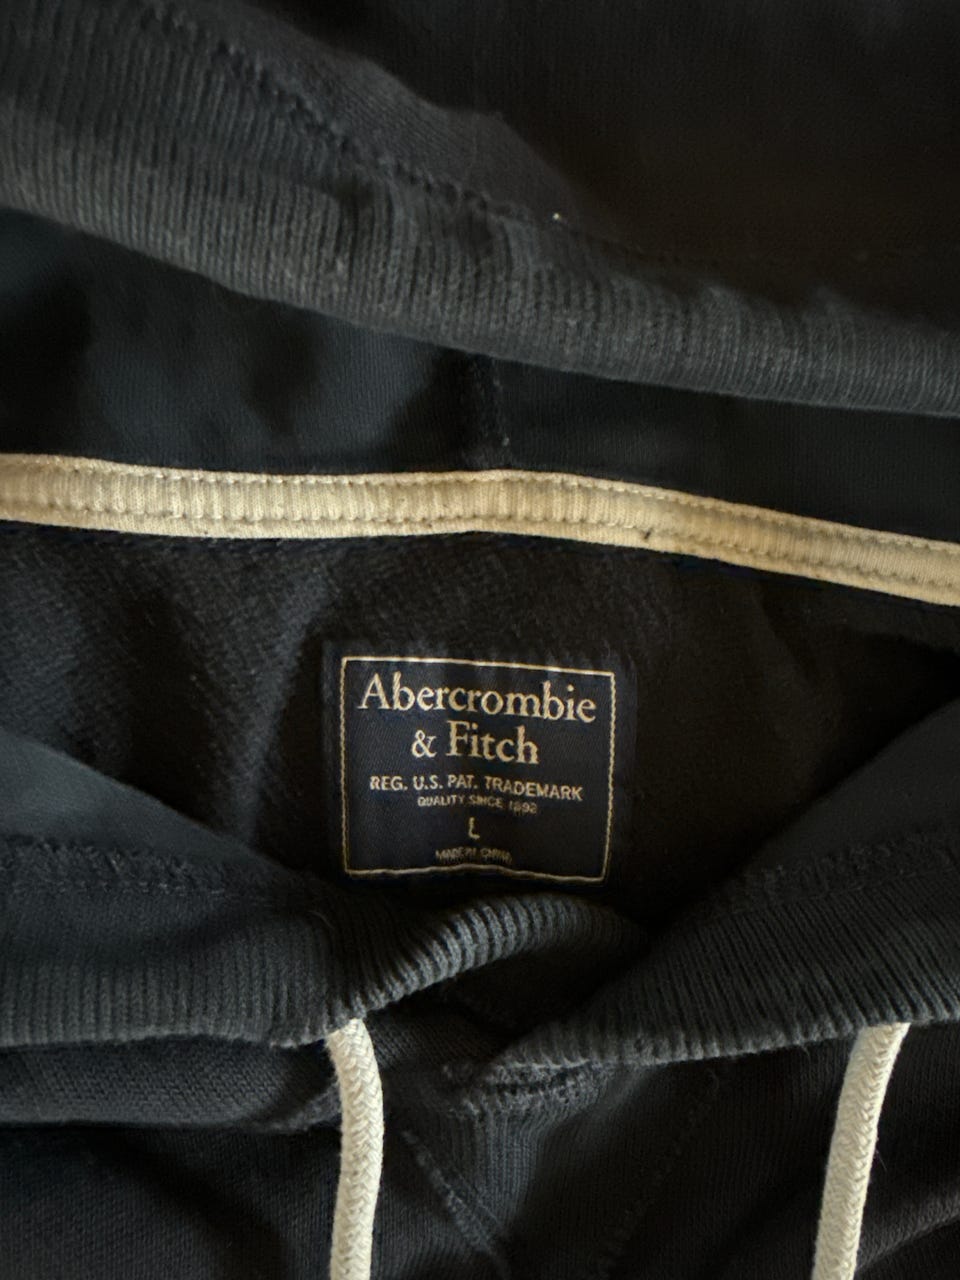 Abercrombie
& Fitch
REG. U.S. PAT. TRADEMARK
QUALITY SINCE 1892
L
MADE IN CHINA